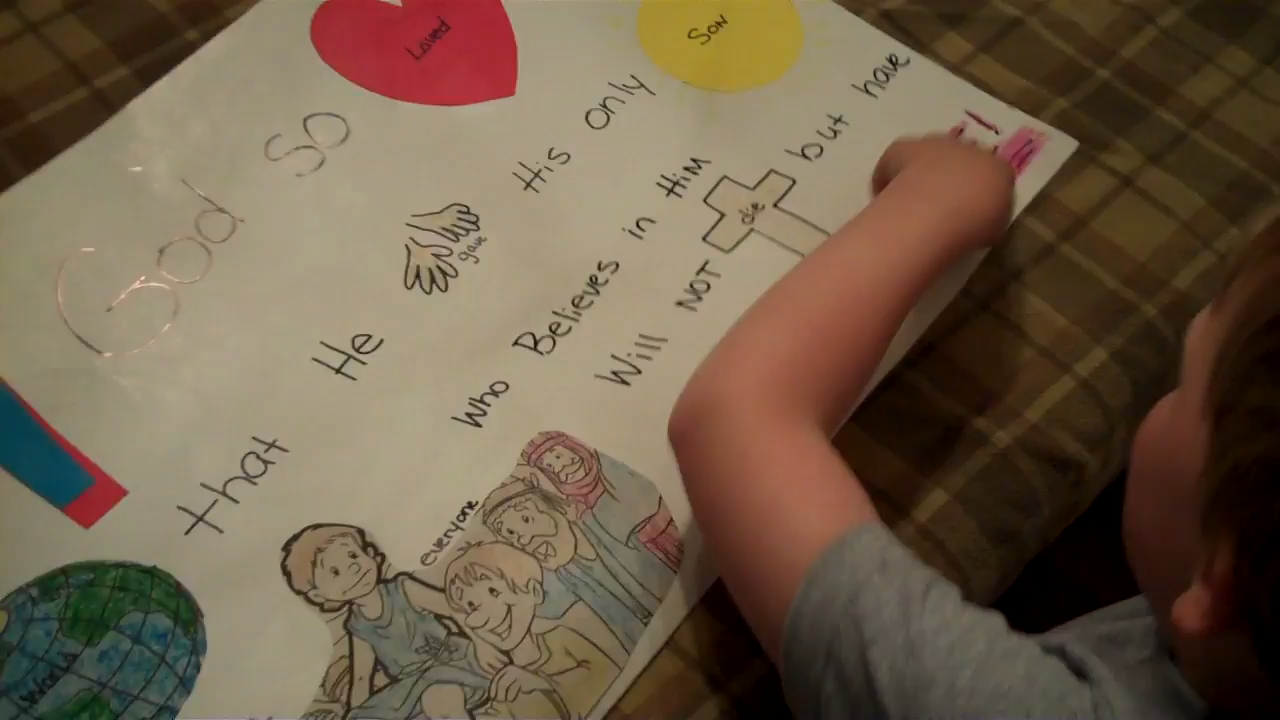 God So Loved
World that He gave His only Son
everyone Who Believes in Him
Will NOT die but have